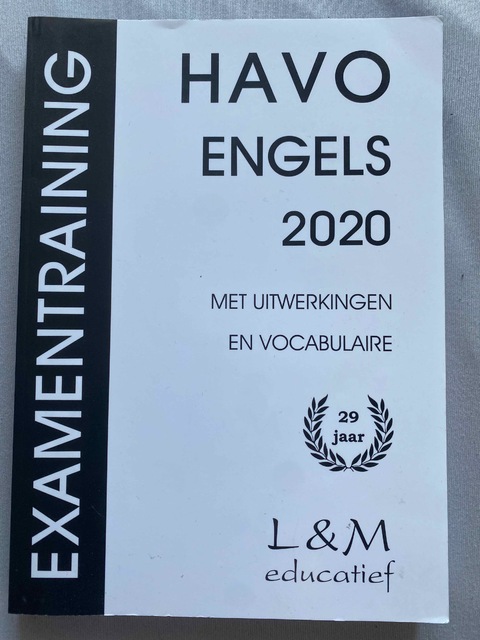 EXAMENTRAINING
HAVO
ENGELS
2020
MET UITWERKINGEN
EN VOCABULAIRE
29
jaar
L&M
educatief